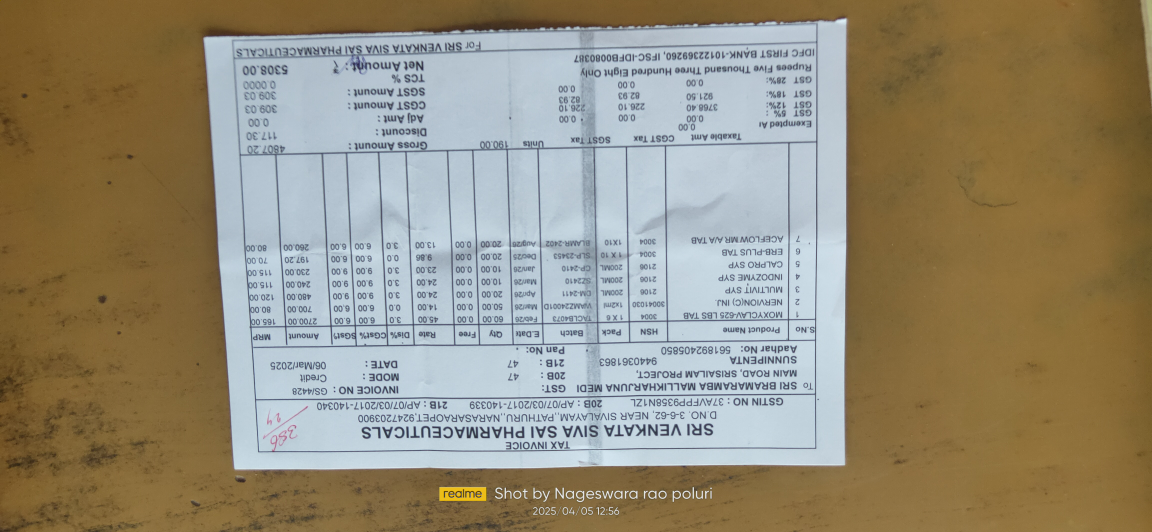 TAX INVOICE
SRI VENKATA SIVA SAI PHARMACEUTICALS
D.NO. 3-6-62, NEAR SIVALAYAM,, PATHURU,, NARASARAOPET, 9247203900
GSTIN NO : 37AVFPP9358N1ZL 20B : AP/07/03/2017-140339 21B : AP/07/03/2017-140340
386
To SRI BRAMARAMBA MALLIKHARJUNA MEDI GST: INVOICE NO : GS/4428
MAIN ROAD, SRISAILAM PROJECT, 20B : 47 MODE : Credit
SUNNIPENTA 9440361863 21B : 47 DATE : 06/Mar/2025
Aadhar No: 561892405850 Pan No:
S.No Product Name HSN Pack Batch E.Date Qty Free Rate Dis% CGst% SGst% Amount MRP
1 MOXOLAV-625 LBS TAB 3004 1 X 6 TACLB4073 Feb/26 60.00 0.00 45.00 3.0 6.00 6.00 2700.00 165.00
2 NERVION(C) INJ. 30041030 1x2ml Mar/26 50.00 0.00 14.00 0.0 6.00 6.00 700.00 80.00
3 MULTIVIT SYP 2106 200ML CM-2411 Apr/26 20.00 0.00 24.00 3.0 9.00 9.00 480.00 120.00
4 INDOZYME SYP 2106 200ML SZ2410 Mar/26 10.00 0.00 24.00 3.0 9.00 9.00 240.00 115.00
5 CALPRO SYP 2106 200ML CP-2410 Jan/26 10.00 0.00 23.00 3.0 9.00 9.00 230.00 115.00
6 ERB-PLUS TAB 3004 1 X 10 SLP-23453 Dec/25 20.00 0.00 9.86 0.0 6.00 6.00 197.20 70.00
7 ACEFLOW MR A/A TAB 3004 1X10 BLAMR-2402 Aug/26 20.00 0.00 13.00 3.0 6.00 6.00 260.00 80.00
Taxable Amt CGST Tax SGST Tax Units 190.00 Gross Amount : 4807.20
Exempted Ar 0.00 Discount : 117.30
GST 5% : 0.00 0.00 0.00 Adj Amt : 0.00
GST 12%: 3768.40 226.10 226.10 CGST Amount : 309.03
GST 18%: 921.50 82.93 82.93 SGST Amount : 309.03
GST 28%: 0.00 0.00 0.00 TCS % 0.0000
Rupees Five Thousand Three Hundred Eight Only Net Amount : ₹ 5308.00
IDFC FIRST BANK-10122369260, IFSC-IDFB0080387
For SRI VENKATA SIVA SAI PHARMACEUTICALS
realme Shot by Nageswara rao poluri
2025/04/05 12:56